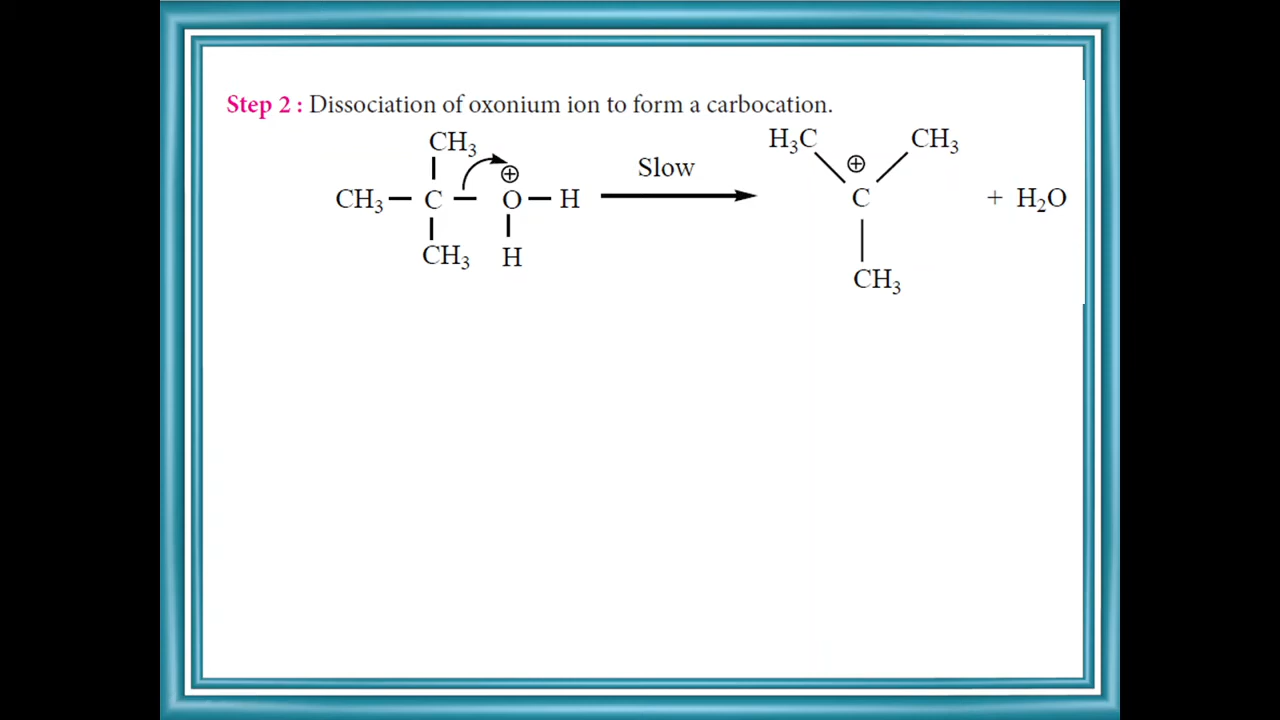 Step 2 : Dissociation of oxonium ion to form a carbocation.
CH₃ H₃C CH₃
⊕ Slow ⊕
CH₃ — C — O — H C + H₂O
CH₃ H CH₃